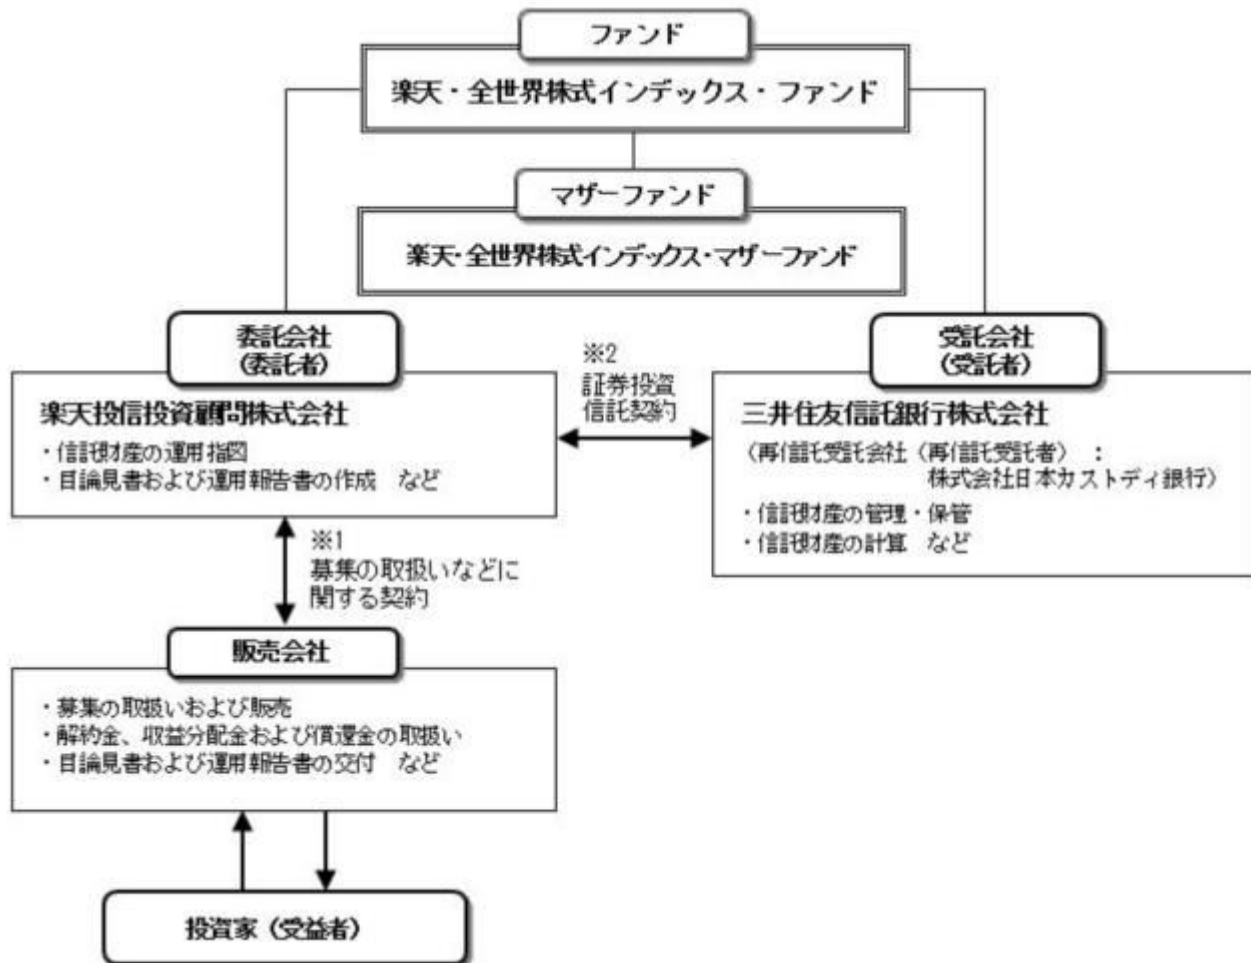 ファンド
楽天・全世界株式インデックス・ファンド
マザーファンド
楽天・全世界株式インデックス・マザーファンド
委託会社
(委託者)
楽天投信投資顧問株式会社
・信託財産の運用指図
・目論見書および運用報告書の作成 など
※2
証券投資
信託契約
受託会社
(受託者)
三井住友信託銀行株式会社
(再信託受託会社(再信託受託者) :
株式会社日本カストディ銀行)
・信託財産の管理・保管
・信託財産の計算 など
※1
募集の取扱いなどに
関する契約
販売会社
・募集の取扱いおよび販売
・解約金、収益分配金および償還金の取扱い
・目論見書および運用報告書の交付 など
投資家(受益者)